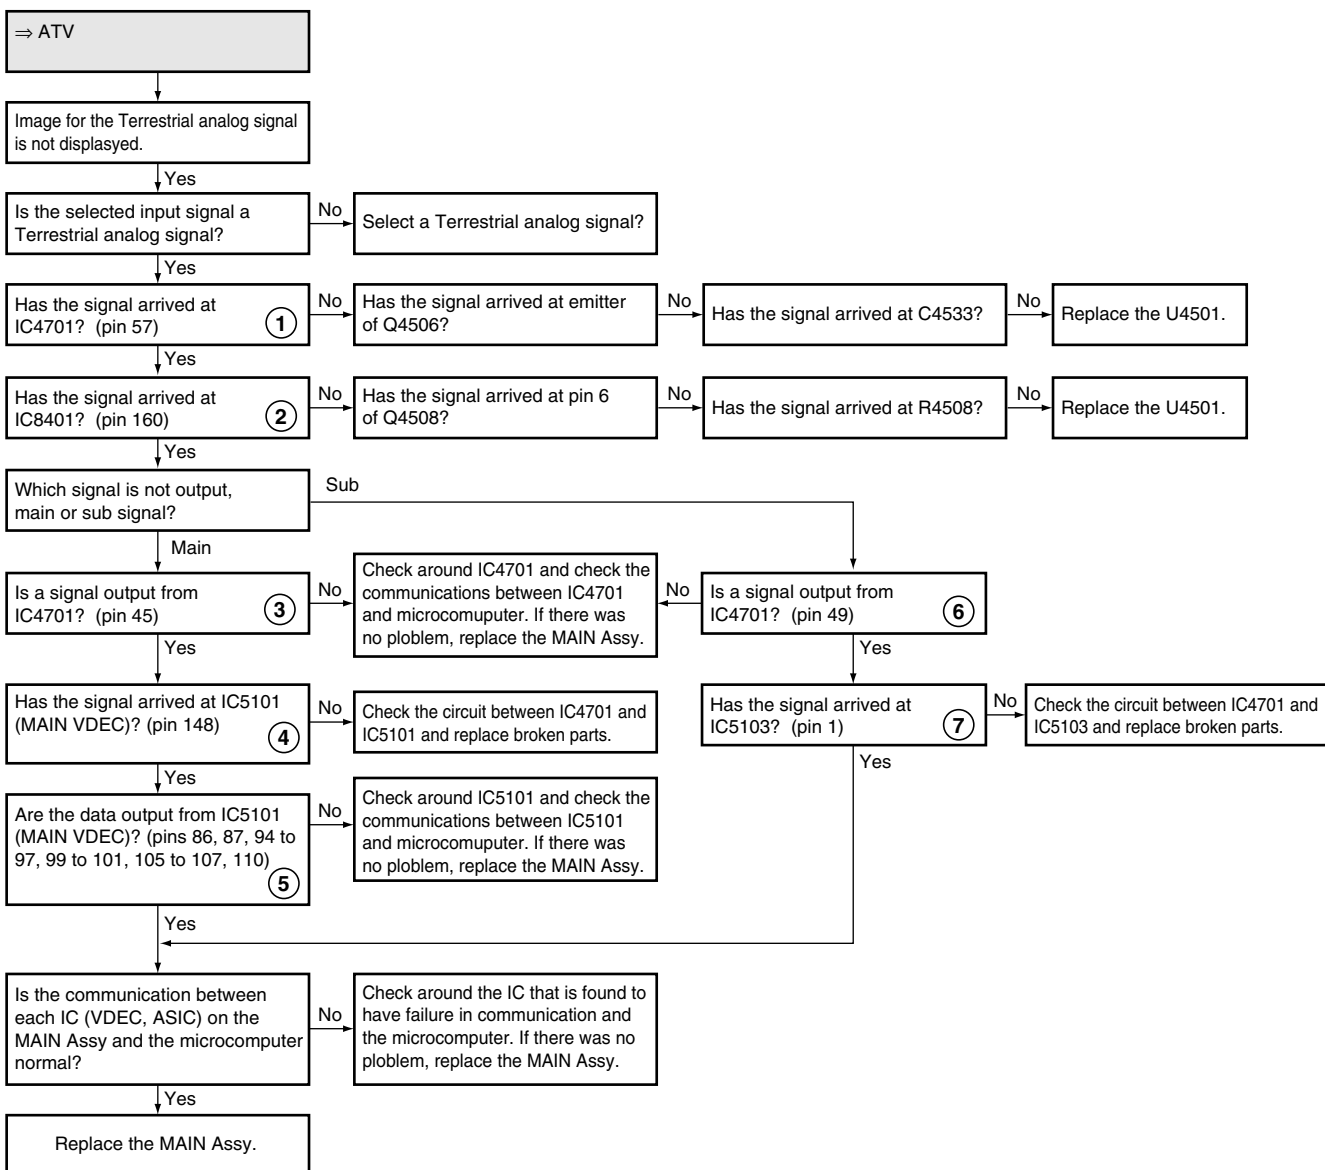 ⇒ ATV
Image for the Terrestrial analog signal
is not displasyed.
Yes
Is the selected input signal a
Terrestrial analog signal?
No
Select a Terrestrial analog signal?
Yes
Has the signal arrived at
IC4701? (pin 57)
1
No
Has the signal arrived at emitter
of Q4506?
No
Has the signal arrived at C4533?
No
Replace the U4501.
Yes
Has the signal arrived at
IC8401? (pin 160)
2
No
Has the signal arrived at pin 6
of Q4508?
No
Has the signal arrived at R4508?
No
Replace the U4501.
Yes
Which signal is not output,
main or sub signal?
Sub
Main
Is a signal output from
IC4701? (pin 45)
3
No
Check around IC4701 and check the
communications between IC4701
and microcomuputer. If there was
no ploblem, replace the MAIN Assy.
No
Is a signal output from
IC4701? (pin 49)
6
Yes
Yes
Has the signal arrived at IC5101
(MAIN VDEC)? (pin 148)
4
No
Check the circuit between IC4701 and
IC5101 and replace broken parts.
Has the signal arrived at
IC5103? (pin 1)
7
No
Check the circuit between IC4701 and
IC5103 and replace broken parts.
Yes
Yes
Are the data output from IC5101
(MAIN VDEC)? (pins 86, 87, 94 to
97, 99 to 101, 105 to 107, 110)
5
No
Check around IC5101 and check the
communications between IC5101
and microcomuputer. If there was
no ploblem, replace the MAIN Assy.
Yes
Is the communication between
each IC (VDEC, ASIC) on the
MAIN Assy and the microcomputer
normal?
No
Check around the IC that is found to
have failure in communication and
the microcomputer. If there was no
ploblem, replace the MAIN Assy.
Yes
Replace the MAIN Assy.